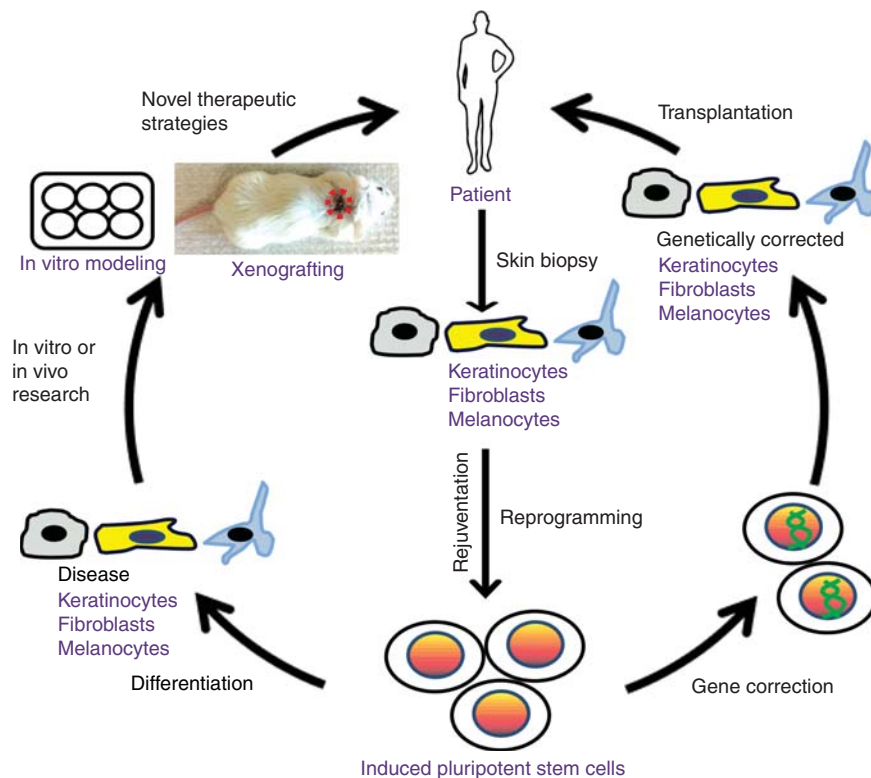 Novel therapeutic
strategies
Transplantation
Patient
In vitro modeling
Xenografting
Skin biopsy
Genetically corrected
Keratinocytes
Fibroblasts
Melanocytes
Keratinocytes
Fibroblasts
Melanocytes
In vitro or
in vivo
research
Rejuventation
Reprogramming
Disease
Keratinocytes
Fibroblasts
Melanocytes
Differentiation
Gene correction
Induced pluripotent stem cells